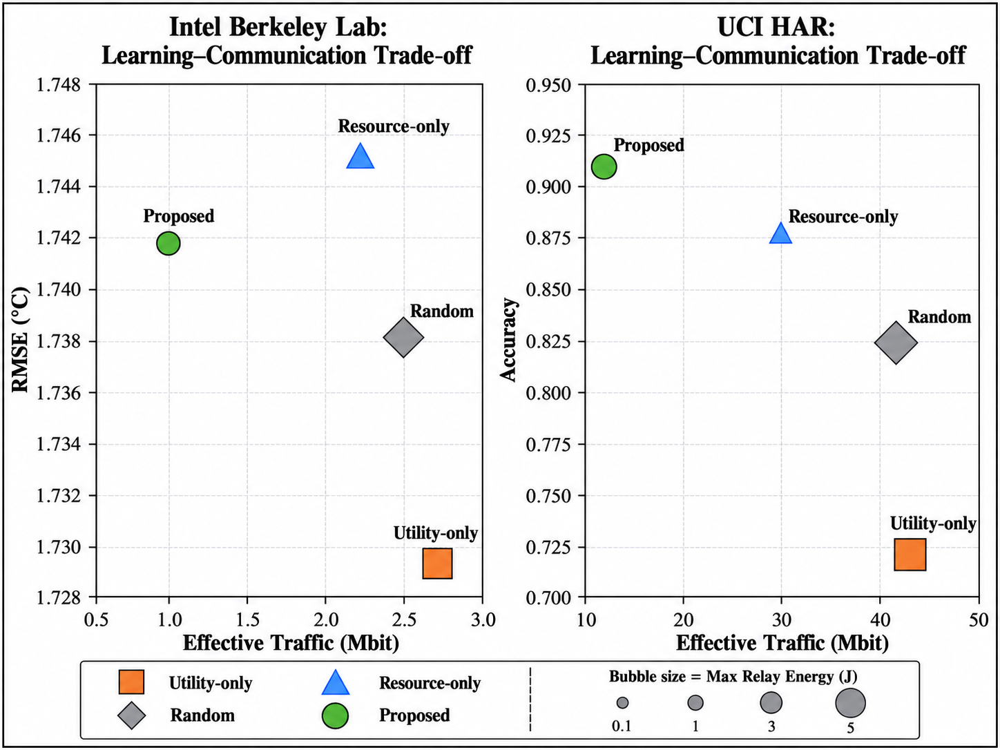 Intel Berkeley Lab:
Learning–Communication Trade-off
1.748
1.746
1.744
1.742
1.740
1.738
1.736
1.734
1.732
1.730
1.728
RMSE (°C)
Resource-only
Proposed
Random
Utility-only
0.5 1.0 1.5 2.0 2.5 3.0
Effective Traffic (Mbit)
UCI HAR:
Learning–Communication Trade-off
0.950
0.925
0.900
0.875
0.850
0.825
0.800
0.775
0.750
0.725
0.700
Accuracy
Proposed
Resource-only
Random
Utility-only
10 20 30 40 50
Effective Traffic (Mbit)
Utility-only
Resource-only
Random
Proposed
Bubble size = Max Relay Energy (J)
0.1 1 3 5